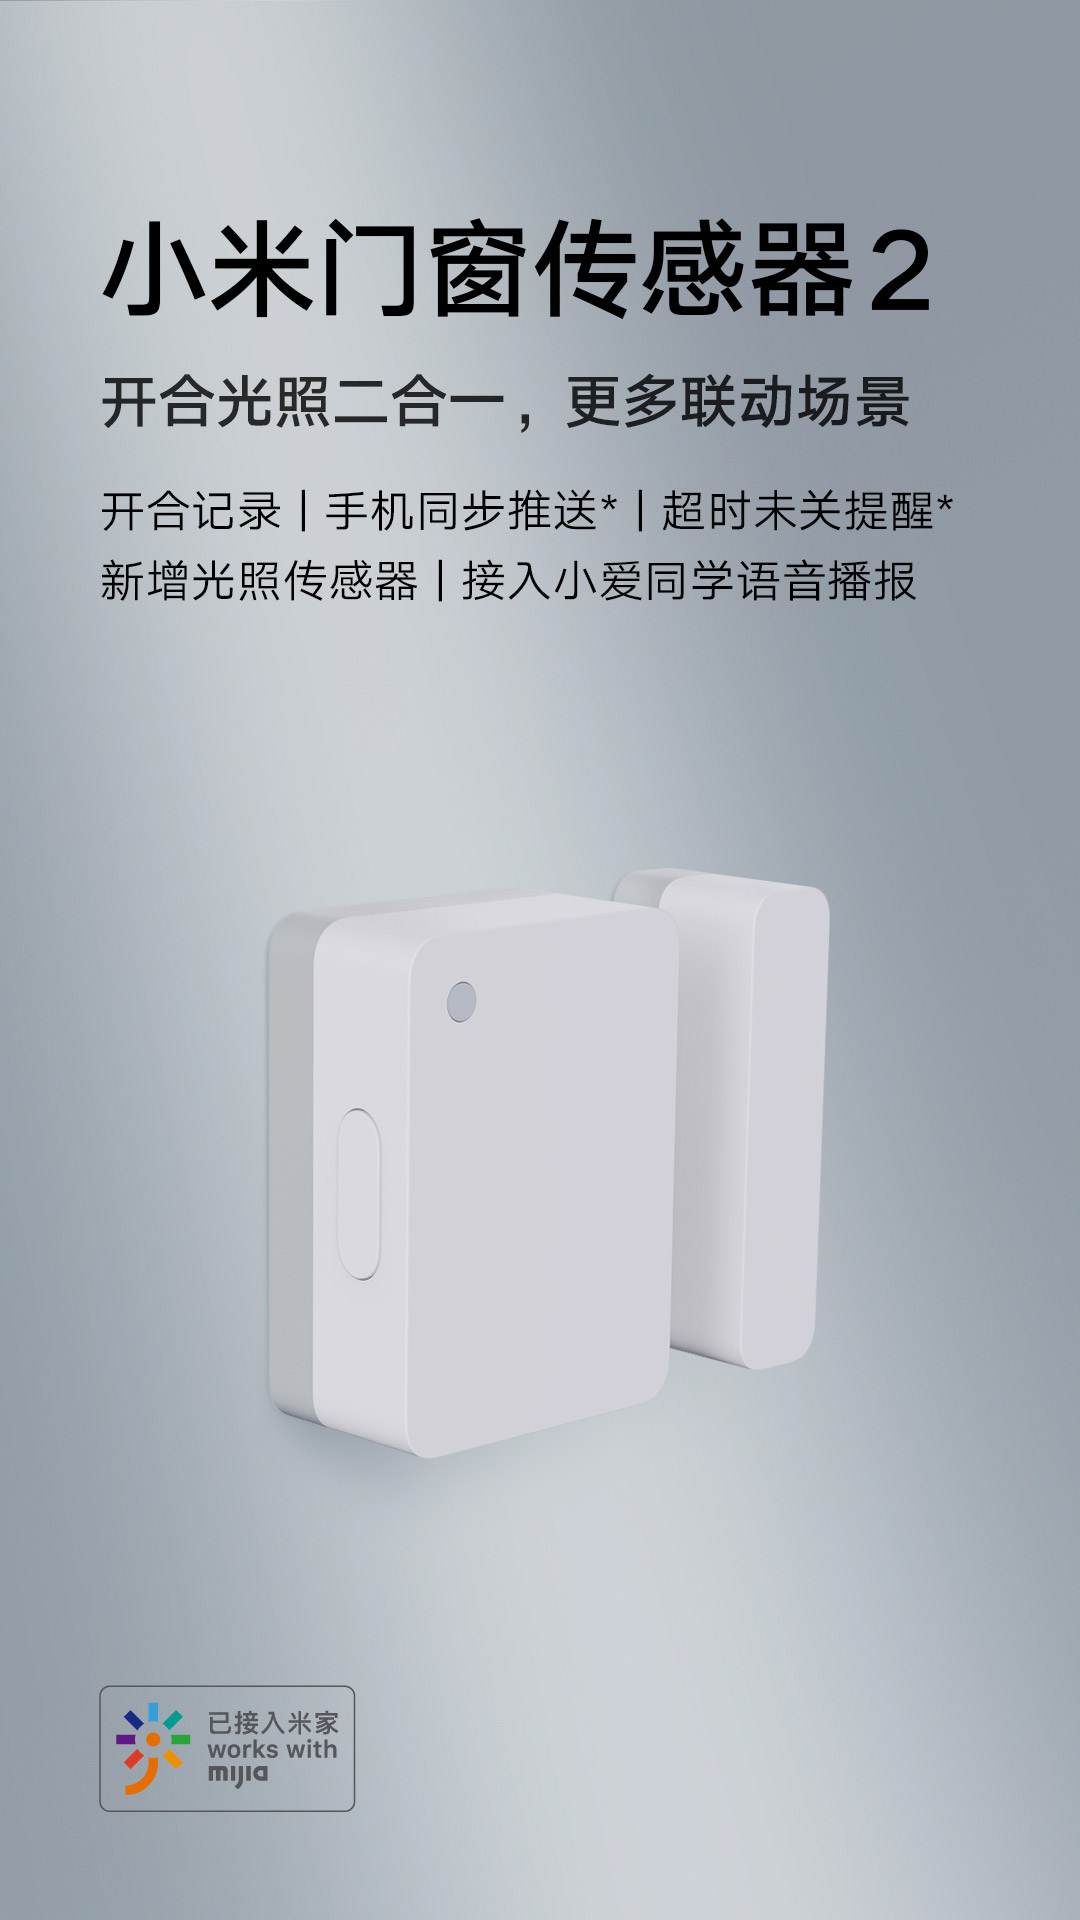 小米门窗传感器2
开合光照二合一，更多联动场景
开合记录 | 手机同步推送* | 超时未关提醒*
新增光照传感器 | 接入小爱同学语音播报
已接入米家
works with
mijia